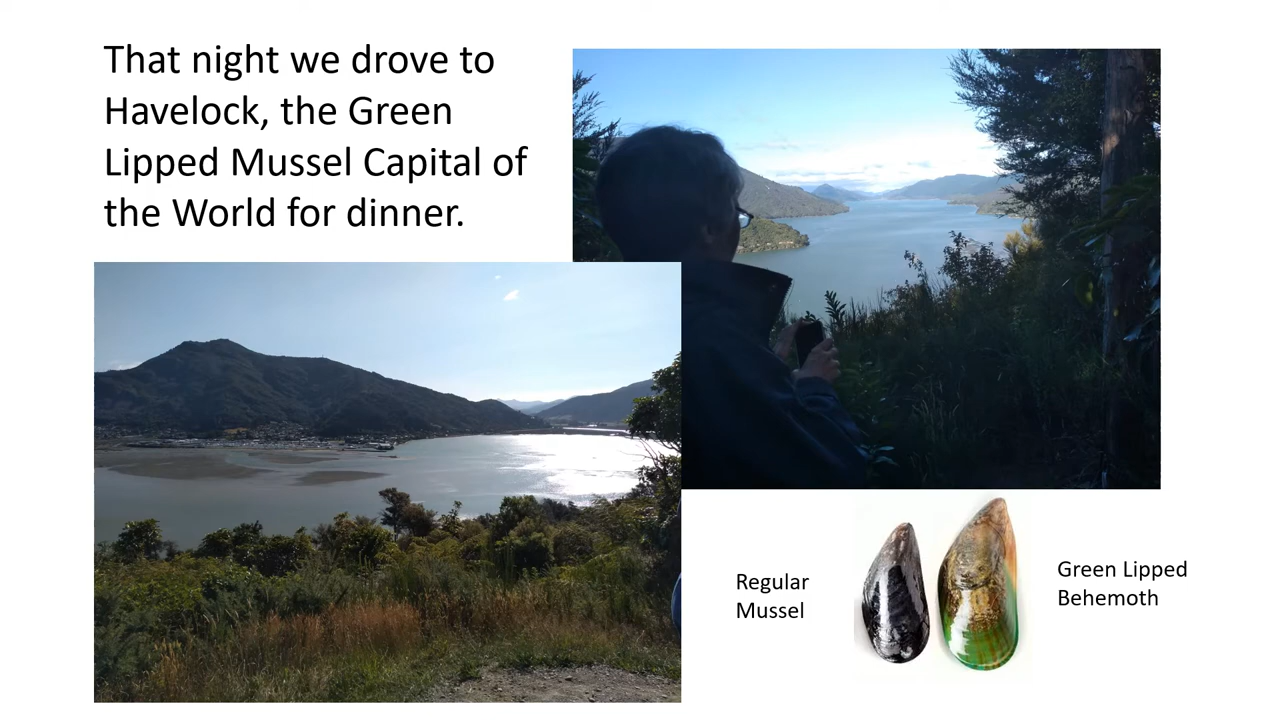 That night we drove to
Havelock, the Green
Lipped Mussel Capital of
the World for dinner.
Regular
Mussel
Green Lipped
Behemoth